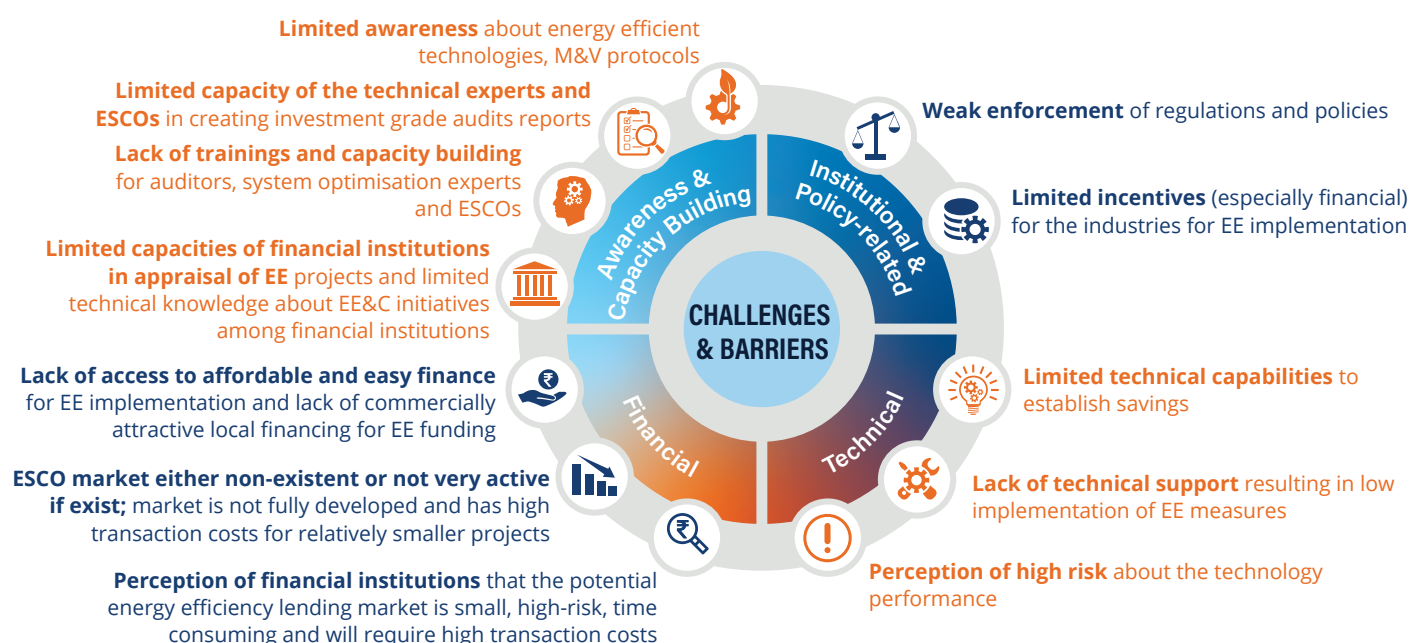 Limited awareness about energy efficient
technologies, M&V protocols
Limited capacity of the technical experts and
ESCOs in creating investment grade audits reports
Lack of trainings and capacity building
for auditors, system optimisation experts
and ESCOs
Limited capacities of financial institutions
in appraisal of EE projects and limited
technical knowledge about EE&C initiatives
among financial institutions
Lack of access to affordable and easy finance
for EE implementation and lack of commercially
attractive local financing for EE funding
ESCO market either non-existent or not very active
if exist; market is not fully developed and has high
transaction costs for relatively smaller projects
Perception of financial institutions that the potential
energy efficiency lending market is small, high-risk, time
consuming and will require high transaction costs
Awareness &
Capacity Building
Institutional &
Policy-related
CHALLENGES
& BARRIERS
Financial
Technical
₹
₹
Weak enforcement of regulations and policies
Limited incentives (especially financial)
for the industries for EE implementation
Limited technical capabilities to
establish savings
Lack of technical support resulting in low
implementation of EE measures
Perception of high risk about the technology
performance